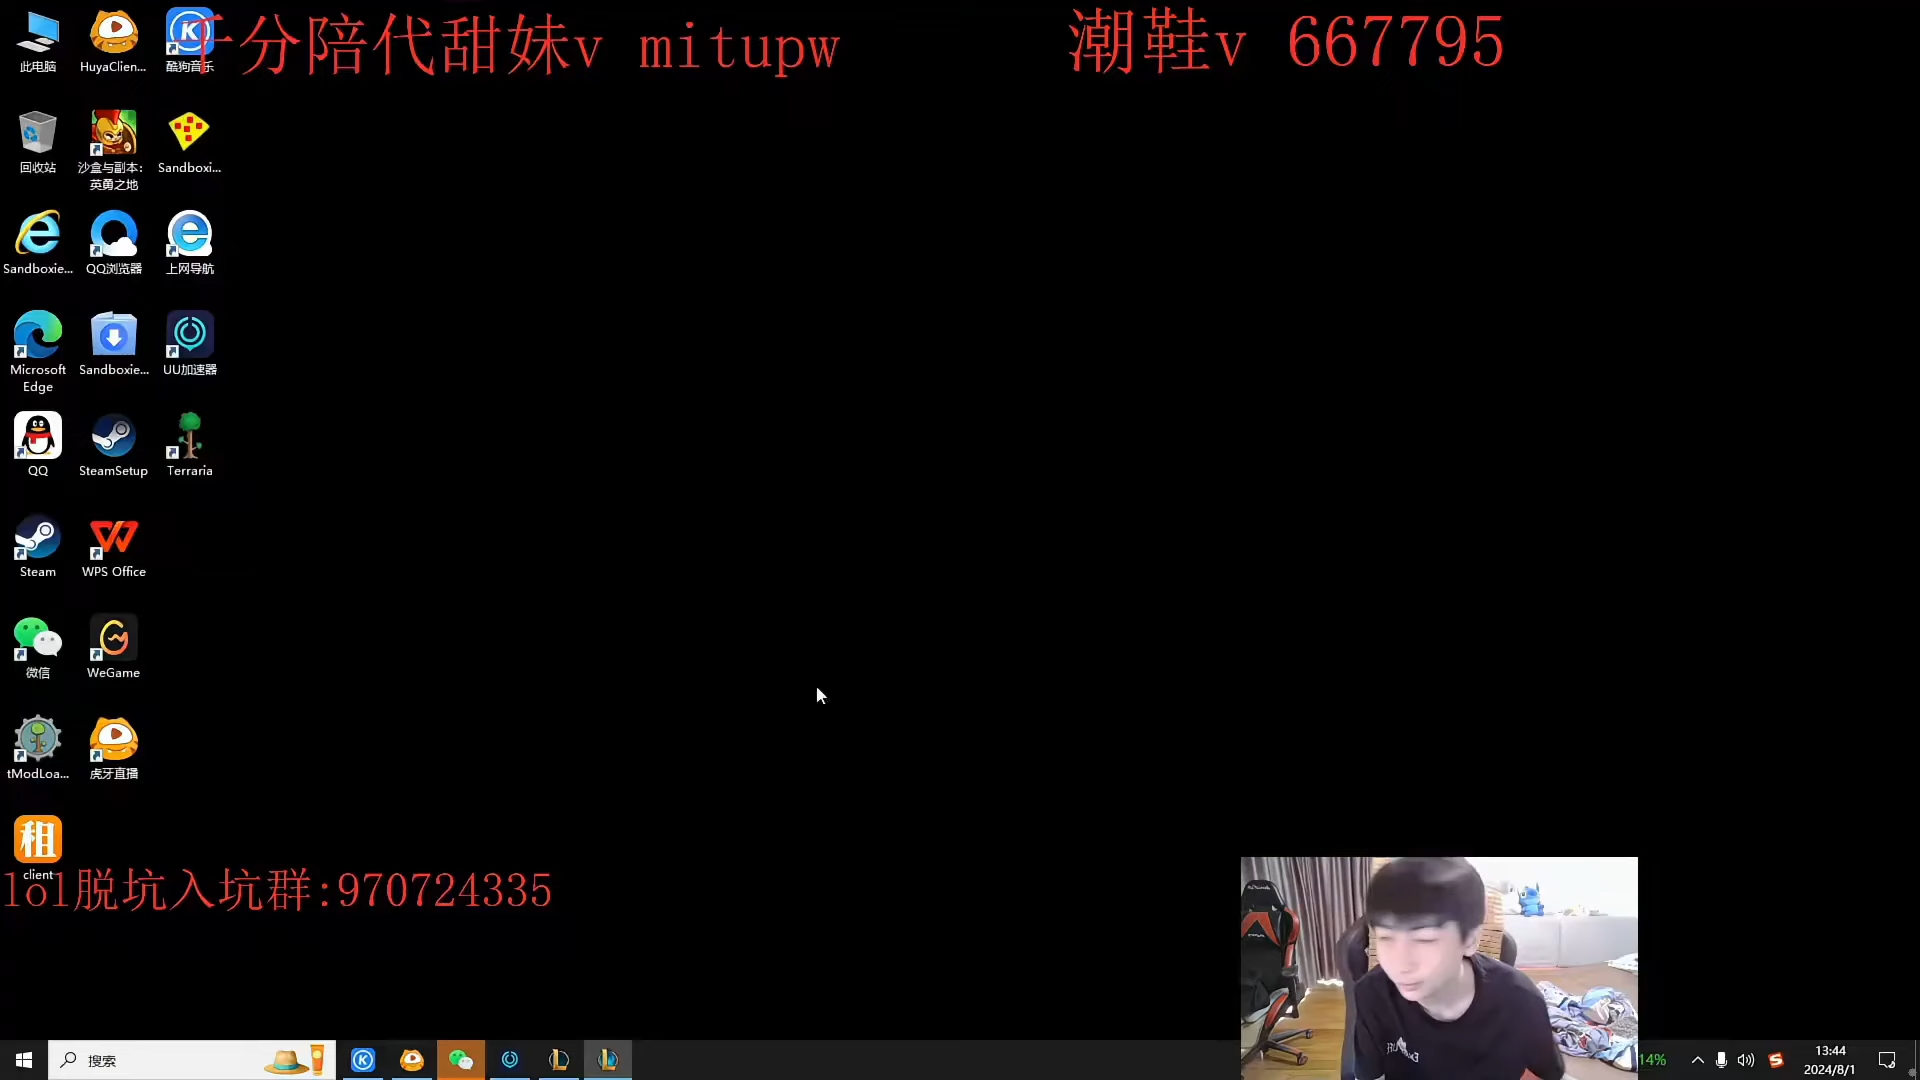 千分陪代甜妹v mitupw
潮鞋v 667795
此电脑
HuyaClien...
酷狗音乐
回收站
沙盒与副本:
英勇之地
Sandboxi...
Sandboxie...
QQ浏览器
上网导航
Microsoft
Edge
Sandboxie...
UU加速器
QQ
SteamSetup
Terraria
Steam
WPS Office
微信
WeGame
tModLoa...
虎牙直播
租
client
lol脱坑入坑群:970724335
搜索
14%
13:44
2024/8/1